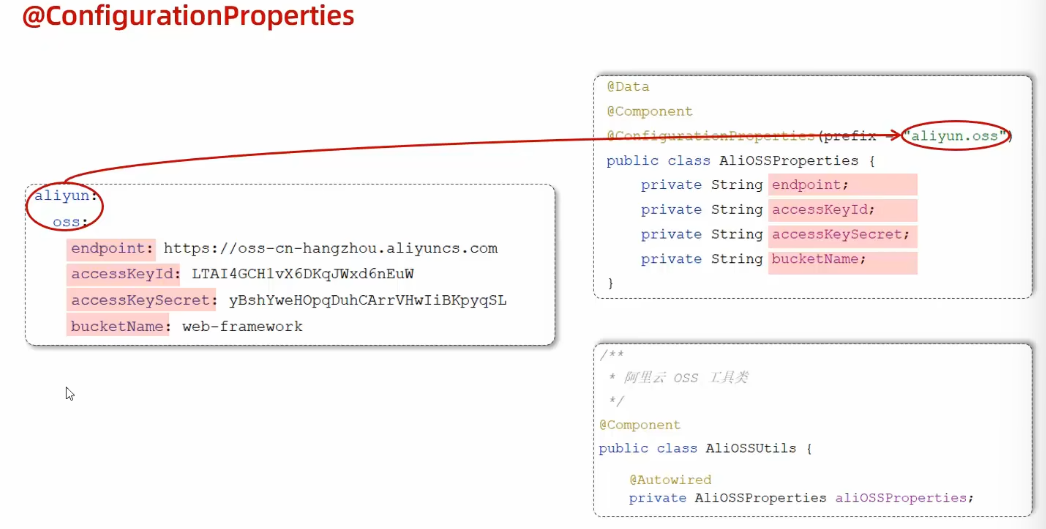 @ConfigurationProperties
aliyun:
oss:
endpoint: https://oss-cn-hangzhou.aliyuncs.com
accessKeyId: LTAI4GCH1vX6DKqJWxd6nEuW
accessKeySecret: yBshYweHOpqDuhCArrVHwIiBKpyqSL
bucketName: web-framework
@Data
@Component
@ConfigurationProperties(prefix = "aliyun.oss")
public class AliOSSProperties {
private String endpoint;
private String accessKeyId;
private String accessKeySecret;
private String bucketName;
}
/**
* 阿里云 OSS 工具类
*/
@Component
public class AliOSSUtils {
@Autowired
private AliOSSProperties aliOSSProperties;